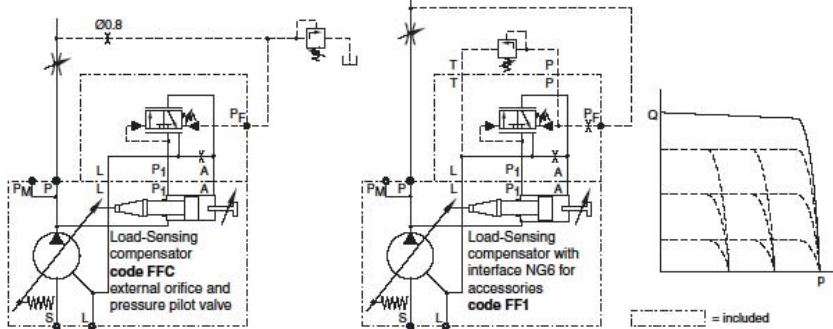 Ø0.8
P_F
L
P_1
A
P_M
P
L
P_1
A
Load-Sensing
compensator
code FFC
external orifice and
pressure pilot valve
S
L
T
P
T
P
P_F
L
P_1
A
P_M
P
L
P_1
A
Load-Sensing
compensator with
interface NG6 for
accessories
code FF1
S
L
Q
P
= included